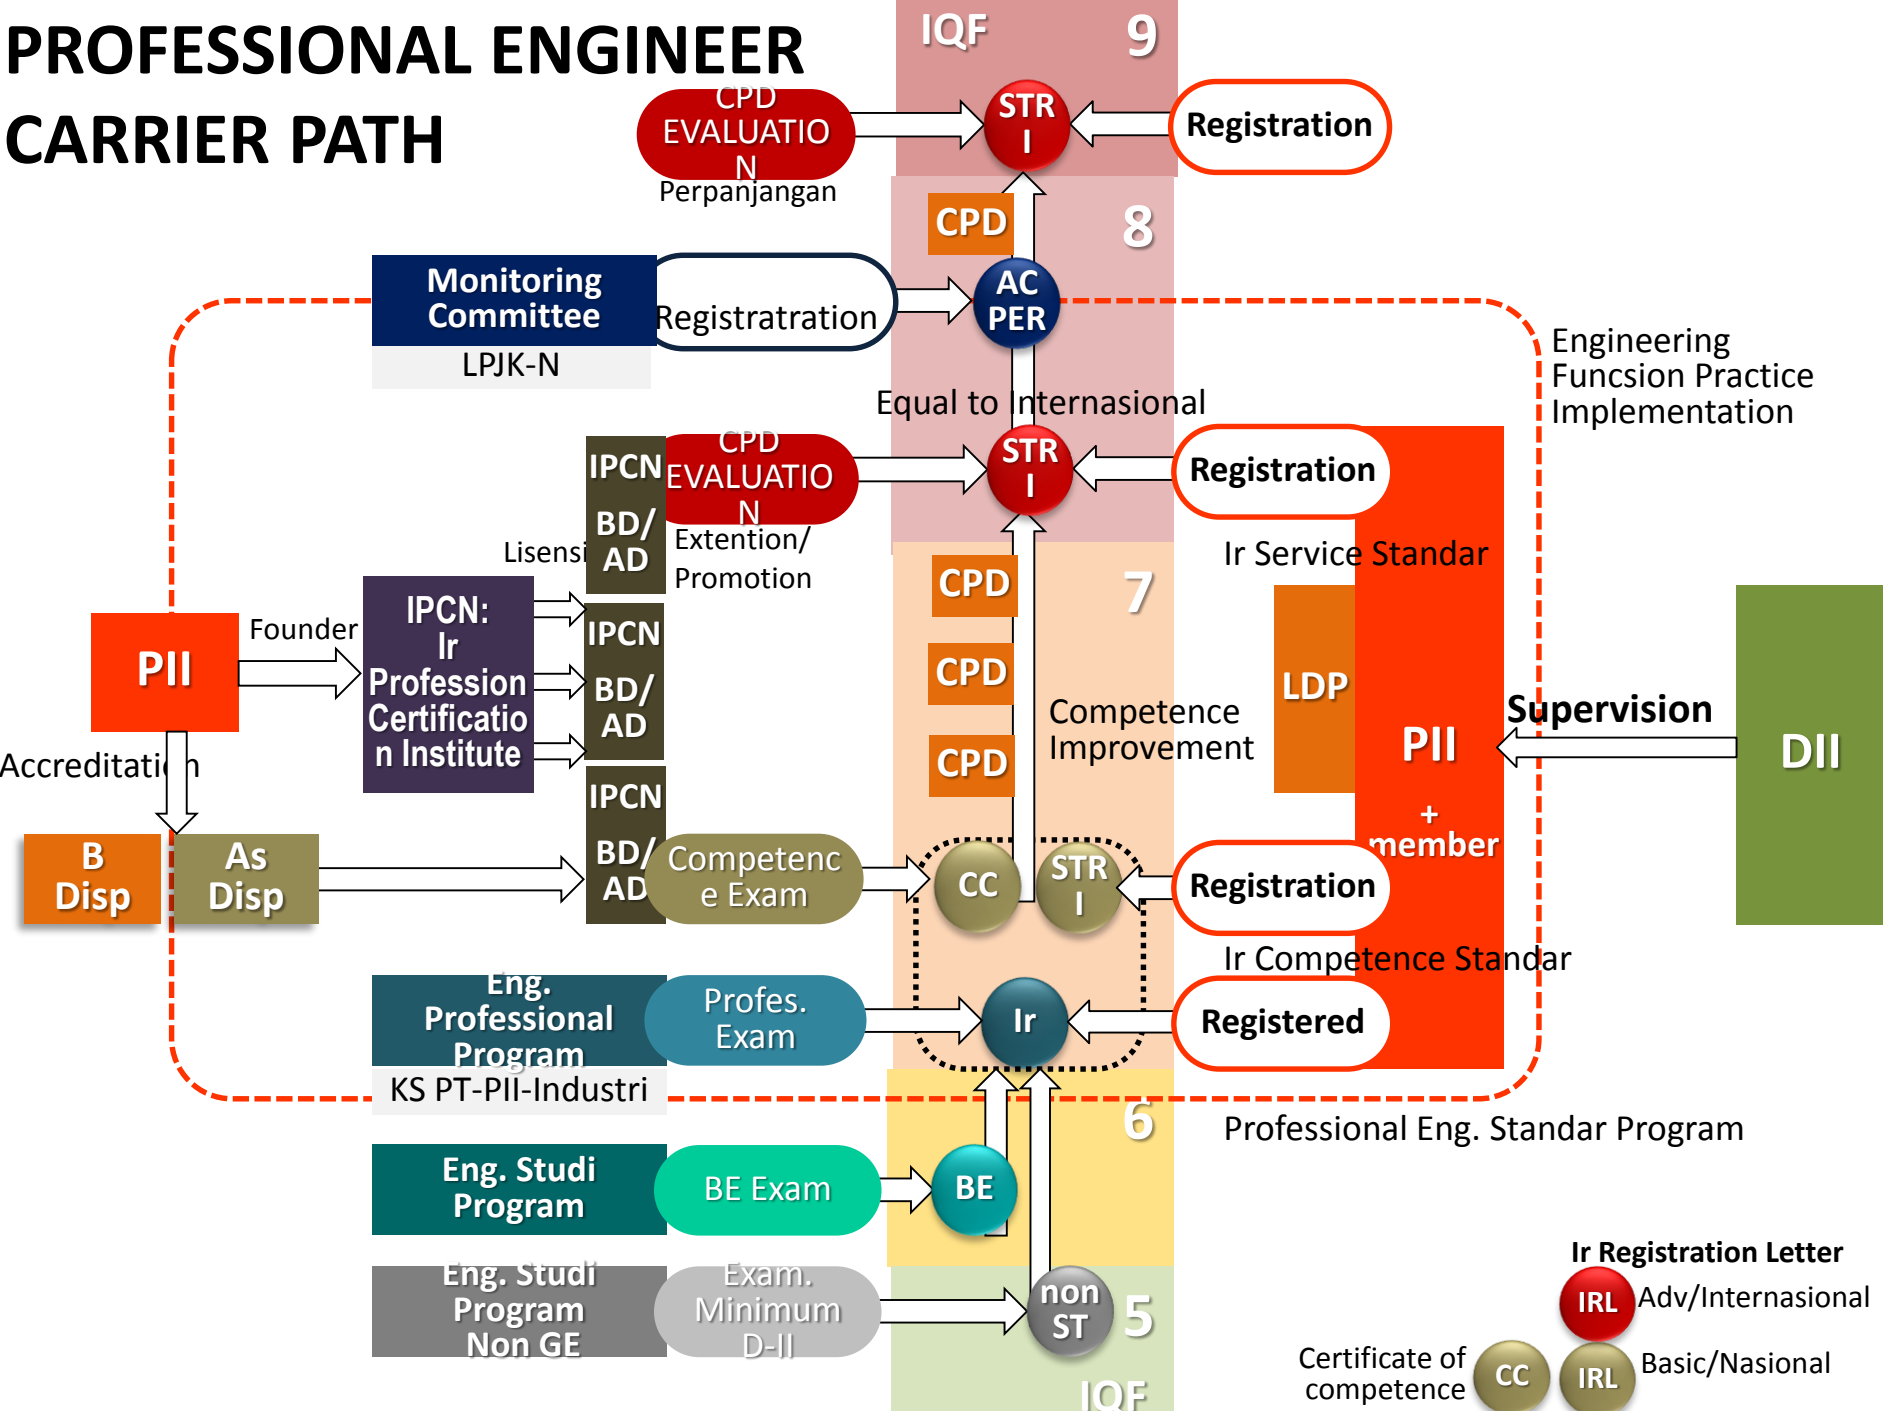 PROFESSIONAL ENGINEER
CARRIER PATH
IQF
9
CPD
EVALUATIO
N
Perpanjangan
STR
I
Registration
CPD
8
Monitoring
Committee
Registratration
LPJK-N
AC
PER
Engineering
Funcsion Practice
Implementation
Equal to Internasional
IPCN
BD/
AD
CPD
EVALUATIO
N
STR
I
Registration
Lisensi
Extention/
Promotion
Ir Service Standar
CPD
7
PII
Founder
IPCN:
Ir
Profession
Certificatio
n Institute
IPCN
BD/
AD
CPD
CPD
Competence
Improvement
LDP
PII
+
member
Supervision
DII
Accreditation
B
Disp
As
Disp
IPCN
BD/
AD
Competenc
e Exam
CC
STR
I
Registration
Ir Competence Standar
Eng.
Professional
Program
Profes.
Exam
Ir
Registered
KS PT-PII-Industri
6
Professional Eng. Standar Program
Eng. Studi
Program
BE Exam
BE
Eng. Studi
Program
Non GE
Exam.
Minimum
D-II
non
ST
5
IQF
Ir Registration Letter
IRL
Adv/Internasional
Certificate of
competence
CC
IRL
Basic/Nasional